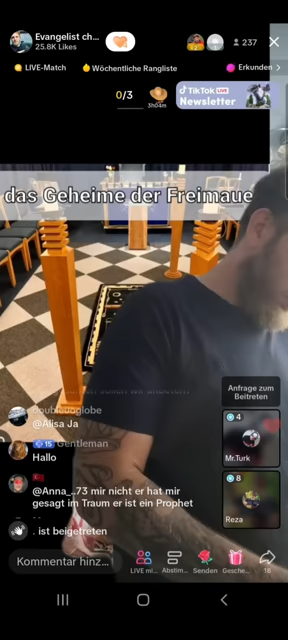 Evangelist ch...
25.8K Likes
237
LIVE-Match
Wöchentliche Rangliste
Erkunden >
0/3
3h04m
TikTok LIVE
Newsletter
das Geheime der Freimaue
Anfrage zum
Beitreten
doubleuoglobe
@Alisa Ja
4
Mr.Turk
15 Gentleman
Hallo
@Anna_..73 mir nicht er hat mir
gesagt im Traum er ist ein Prophet
8
Reza
. ist beigetreten
Kommentar hinz...
LIVE mi...
Abstim...
Senden
Gesche...
18